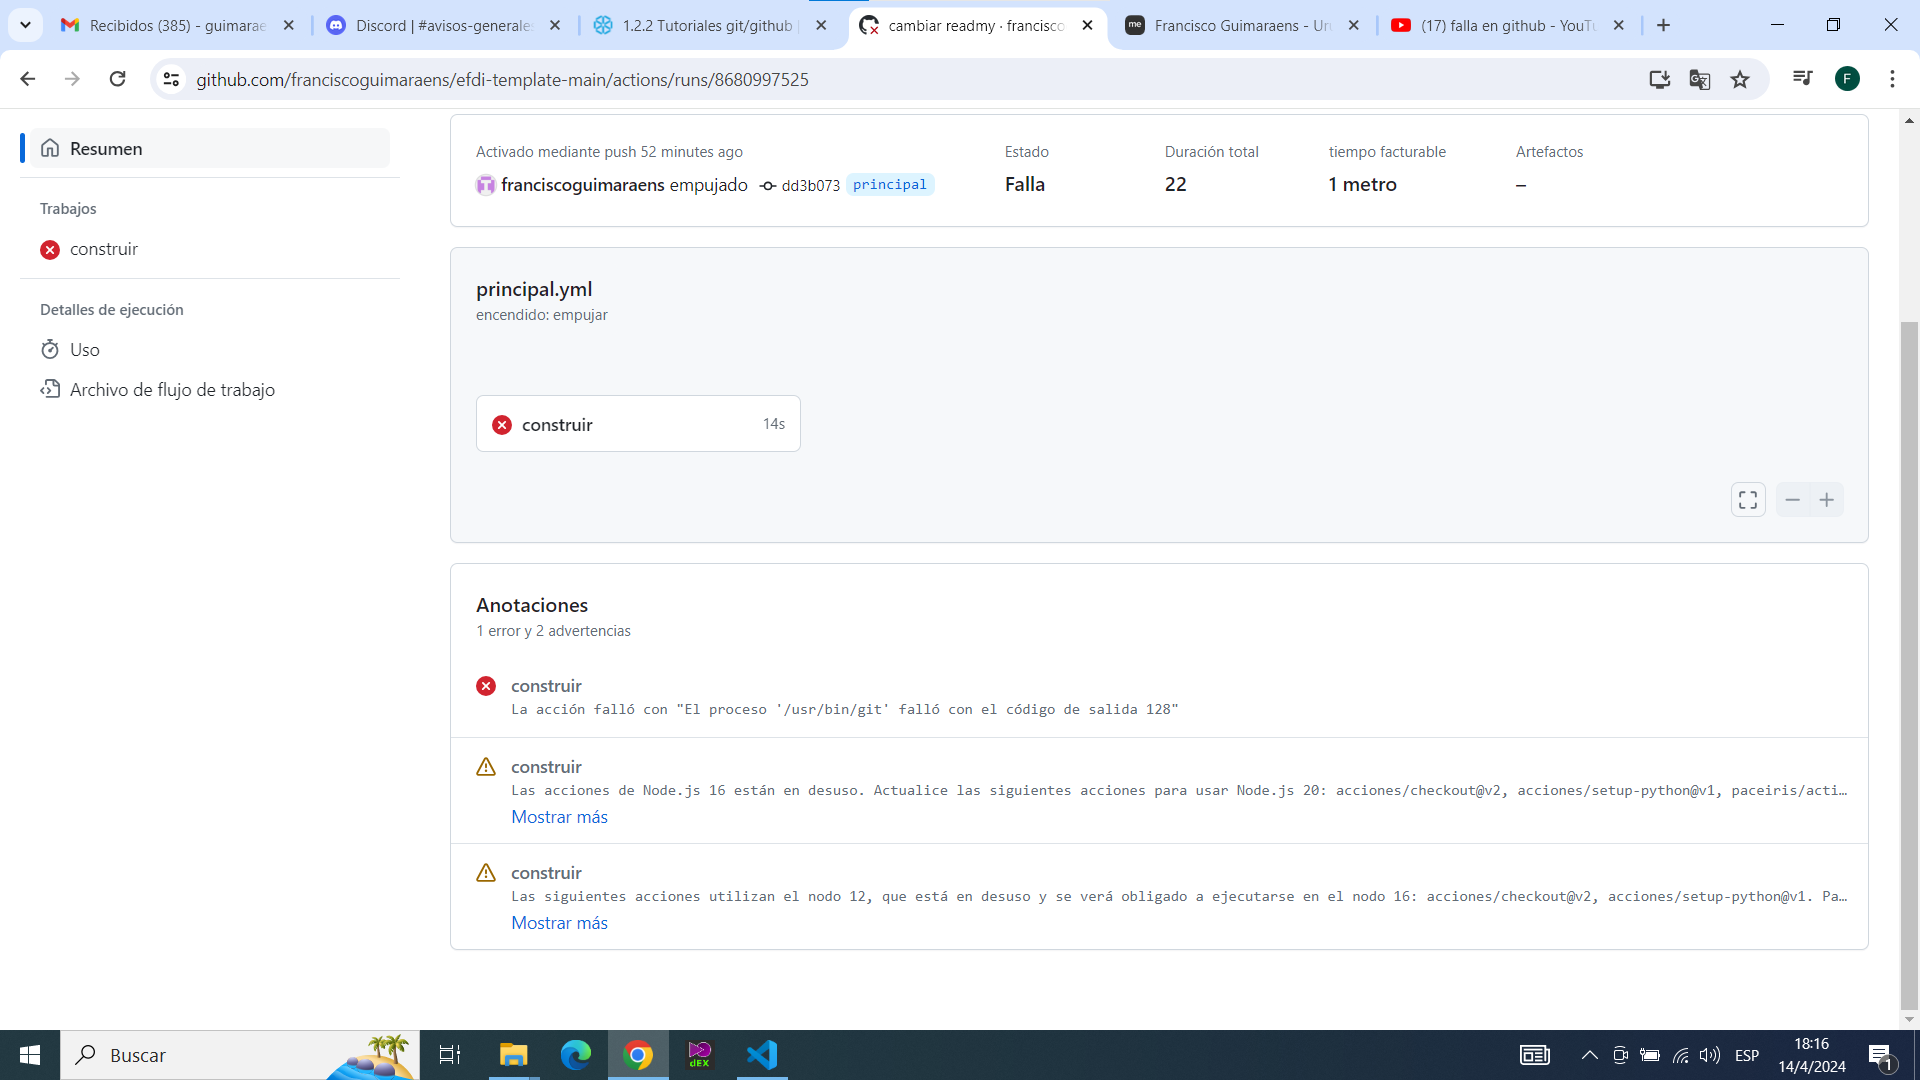 Recibidos (385) - guimarae
Discord | #avisos-generales
1.2.2 Tutoriales git/github
cambiar readmy · francisco
me
Francisco Guimaraens - Uru
(17) falla en github - YouTu
github.com/franciscoguimaraens/efdi-template-main/actions/runs/8680997525
F
Resumen
Trabajos
construir
Detalles de ejecución
Uso
Archivo de flujo de trabajo
Activado mediante push 52 minutes ago
franciscoguimaraens empujado dd3b073 principal
Estado
Falla
Duración total
22
tiempo facturable
1 metro
Artefactos
–
principal.yml
encendido: empujar
construir 14s
Anotaciones
1 error y 2 advertencias
construir
La acción falló con "El proceso '/usr/bin/git' falló con el código de salida 128"
construir
Las acciones de Node.js 16 están en desuso. Actualice las siguientes acciones para usar Node.js 20: acciones/checkout@v2, acciones/setup-python@v1, paceiris/acti…
Mostrar más
construir
Las siguientes acciones utilizan el nodo 12, que está en desuso y se verá obligado a ejecutarse en el nodo 16: acciones/checkout@v2, acciones/setup-python@v1. Pa…
Mostrar más
Buscar
dEX
ESP
18:16
14/4/2024
1